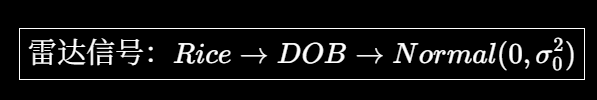 雷达信号：Rice → DOB → Normal(0, σ₀²)